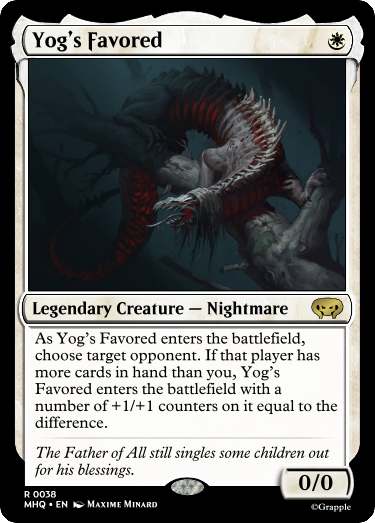 Yog's Favored
Legendary Creature — Nightmare
As Yog's Favored enters the battlefield,
choose target opponent. If that player has
more cards in hand than you, Yog's
Favored enters the battlefield with a
number of +1/+1 counters on it equal to the
difference.
The Father of All still singles some children out
for his blessings.
0/0
R 0038
MHQ • EN Maxime Minard
©Grapple